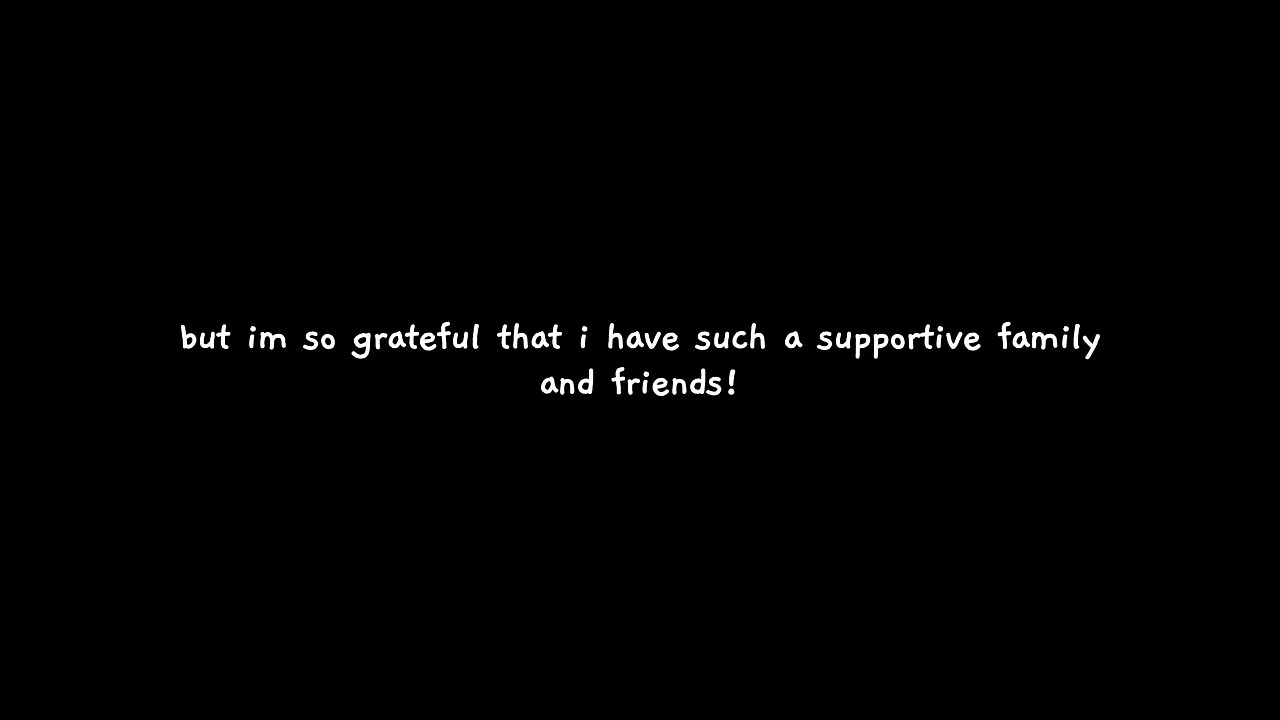 but im so grateful that i have such a supportive family
and friends!